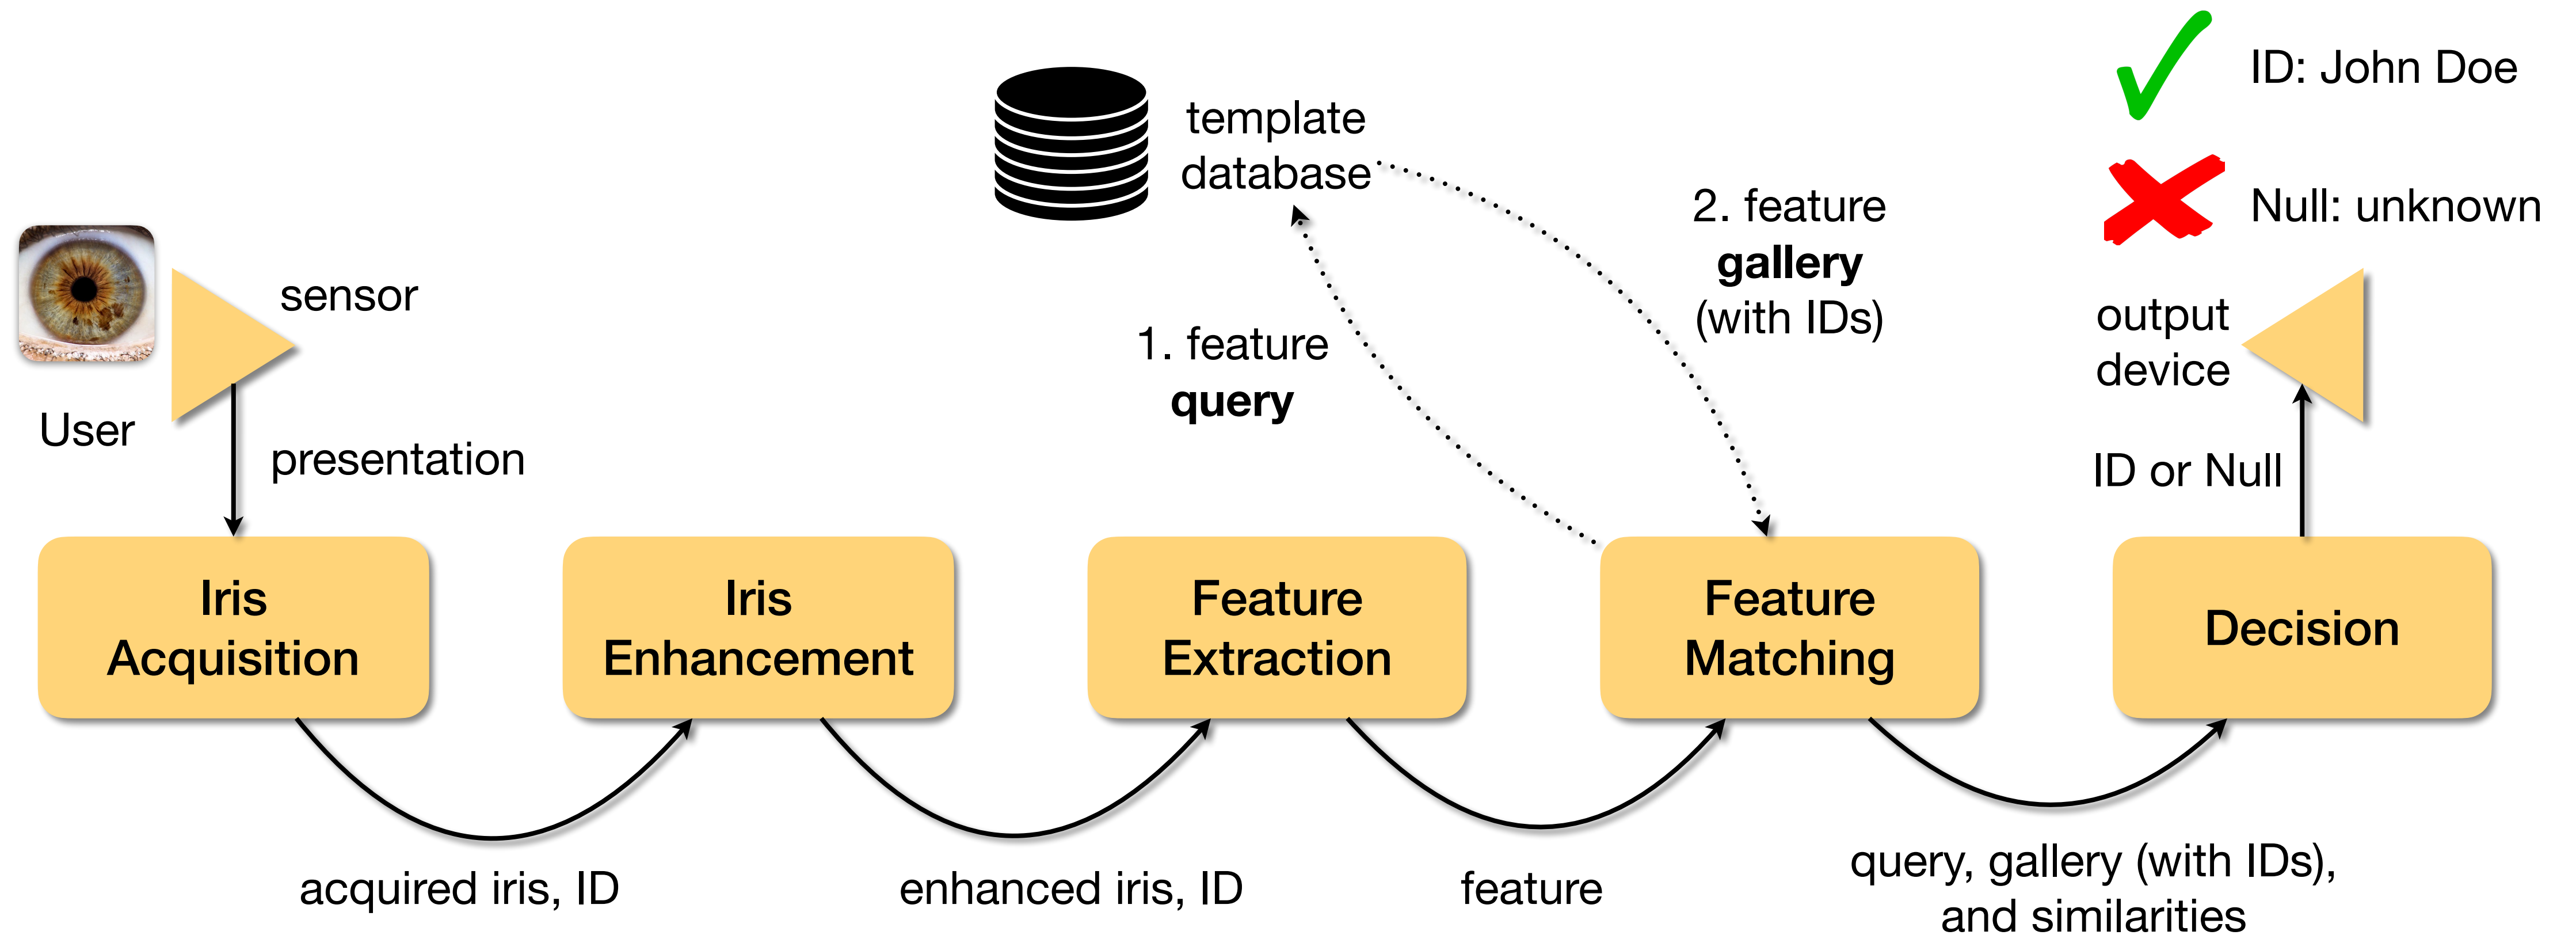 ID: John Doe
Null: unknown
template
database
2. feature
gallery
(with IDs)
1. feature
query
sensor
User
presentation
output
device
ID or Null
Iris
Acquisition
Iris
Enhancement
Feature
Extraction
Feature
Matching
Decision
acquired iris, ID
enhanced iris, ID
feature
query, gallery (with IDs),
and similarities